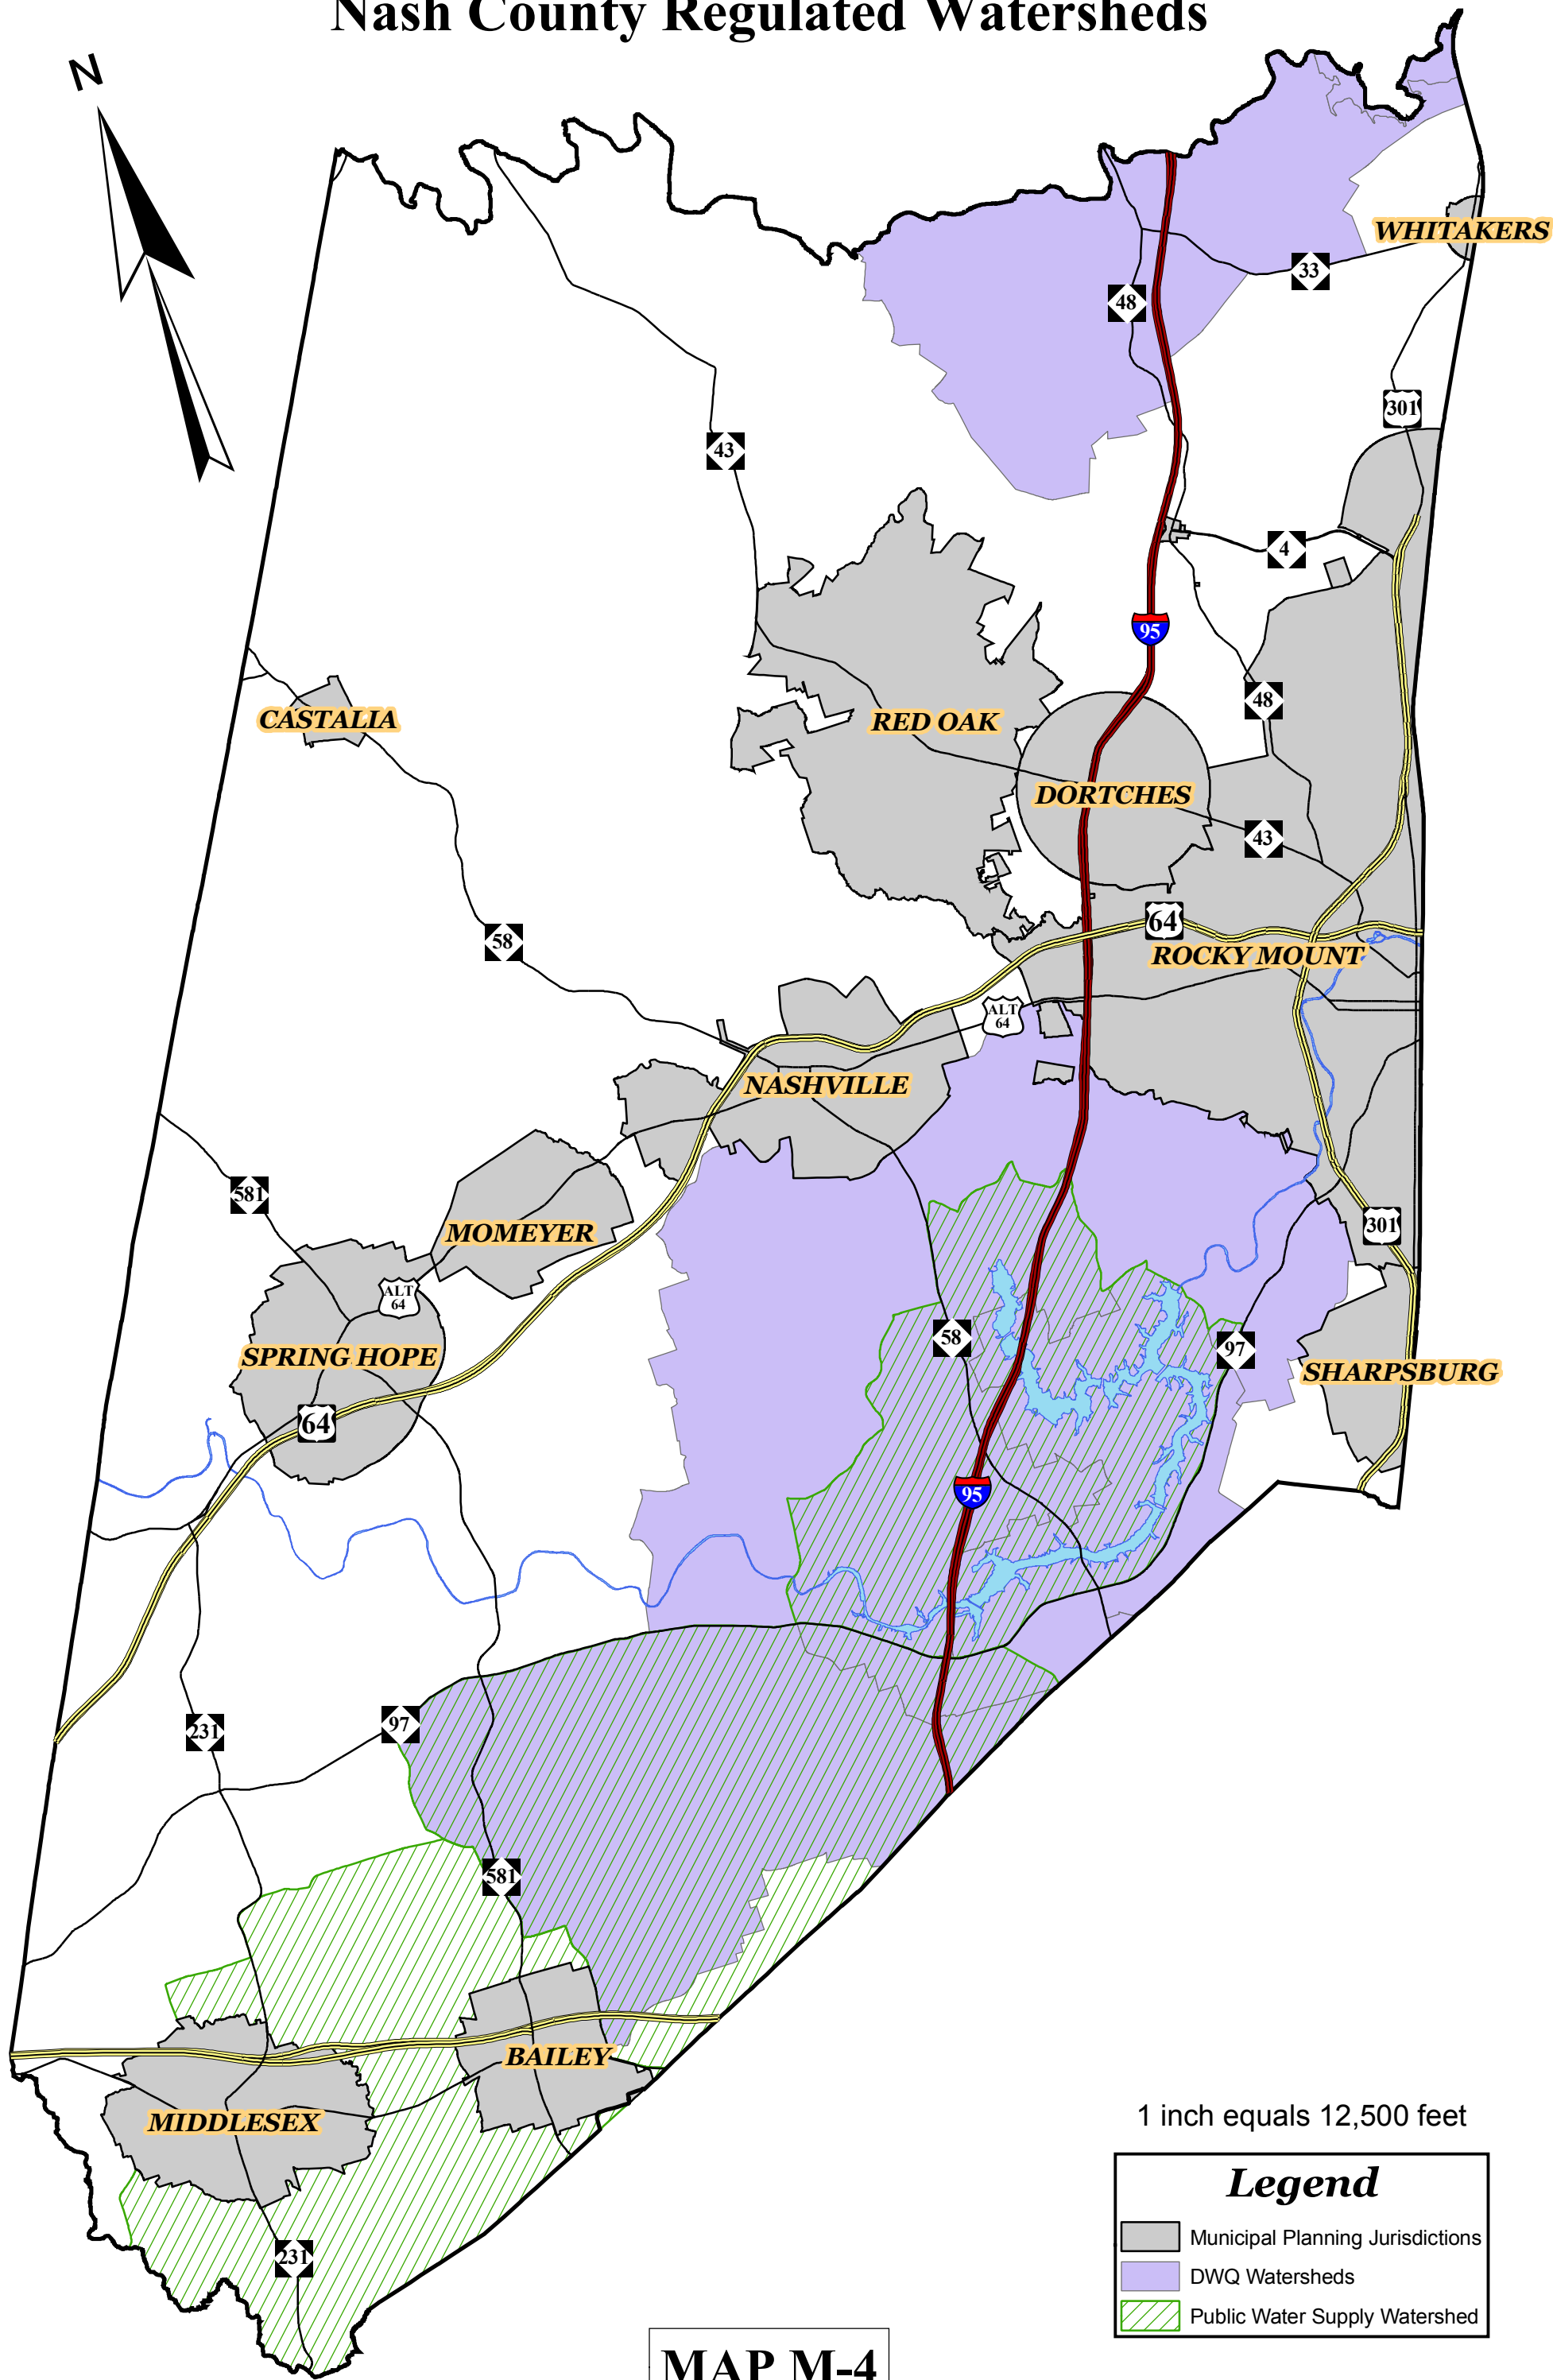 Nash County Regulated Watersheds
N
WHITAKERS
33
48
301
43
4
95
48
CASTALIA
RED OAK
DORTCHES
43
64
58
ROCKY MOUNT
ALT
64
NASHVILLE
581
301
MOMEYER
ALT
64
58
97
SPRING HOPE
SHARPSBURG
64
95
97
231
581
BAILEY
MIDDLESEX
1 inch equals 12,500 feet
Legend
Municipal Planning Jurisdictions
231
DWQ Watersheds
Public Water Supply Watershed
MAP M-4